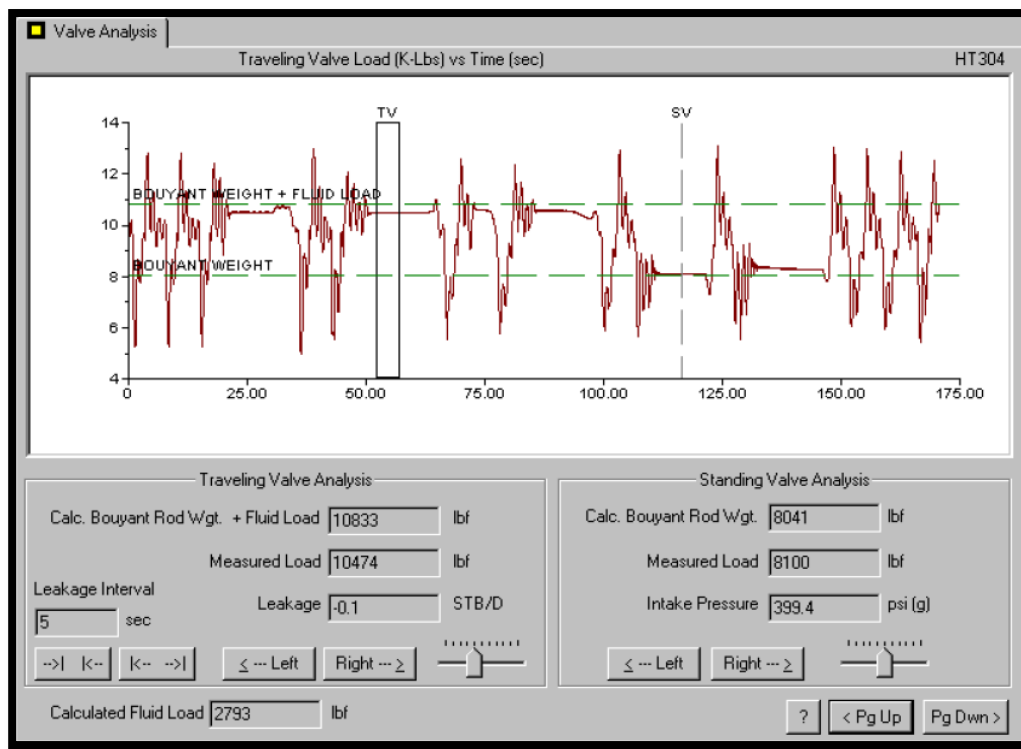 Valve Analysis
Traveling Valve Load (K-Lbs) vs Time (sec) HT304
TV SV
14
12
BOUYANT WEIGHT + FLUID LOAD
10
BOUYANT WEIGHT
8
6
4
0 25.00 50.00 75.00 100.00 125.00 150.00 175.00
Traveling Valve Analysis
Calc. Bouyant Rod Wgt. + Fluid Load 10833 lbf
Measured Load 10474 lbf
Leakage Interval
Leakage -0.1 STB/D
5 sec
-->| |<-- |<-- -->| < --- Left Right --- >
Standing Valve Analysis
Calc. Bouyant Rod Wgt. 8041 lbf
Measured Load 8100 lbf
Intake Pressure 399.4 psi (g)
< --- Left Right --- >
Calculated Fluid Load 2793 lbf
? < Pg Up Pg Dwn >